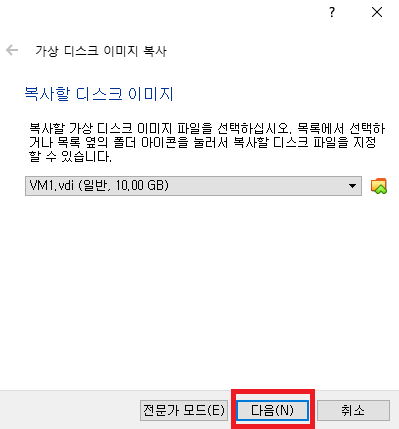 ?
가상 디스크 이미지 복사
복사할 디스크 이미지
복사할 가상 디스크 이미지 파일을 선택하십시오. 목록에서 선택하
거나 목록 옆의 폴더 아이콘을 눌러서 복사할 디스크 파일을 지정
할 수 있습니다.
VM1.vdi (일반, 10.00 GB)
전문가 모드(E) 다음(N) 취소